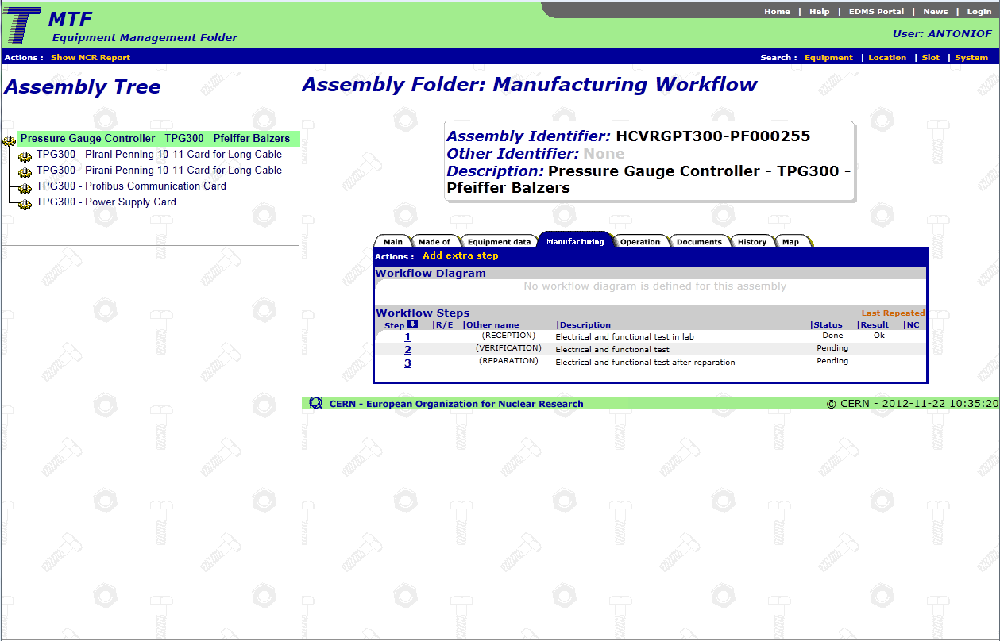 MTF
Equipment Management Folder
Home | Help | EDMS Portal | News | Login
User: ANTONIOF
Actions : Show NCR Report
Search : Equipment | Location | Slot | System
Assembly Tree
Pressure Gauge Controller - TPG300 - Pfeiffer Balzers
TPG300 - Pirani Penning 10-11 Card for Long Cable
TPG300 - Pirani Penning 10-11 Card for Long Cable
TPG300 - Profibus Communication Card
TPG300 - Power Supply Card
Assembly Folder: Manufacturing Workflow
Assembly Identifier: HCVRGPT300-PF000255
Other Identifier: None
Description: Pressure Gauge Controller - TPG300 -
Pfeiffer Balzers
Main Made of Equipment data Manufacturing Operation Documents History Map
Actions : Add extra step
Workflow Diagram
No workflow diagram is defined for this assembly
Workflow Steps Last Repeated
Step |R/E |Other name |Description |Status |Result |NC
1 (RECEPTION) Electrical and functional test in lab Done Ok
2 (VERIFICATION) Electrical and functional test Pending
3 (REPARATION) Electrical and functional test after reparation Pending
CERN - European Organization for Nuclear Research © CERN - 2012-11-22 10:35:20